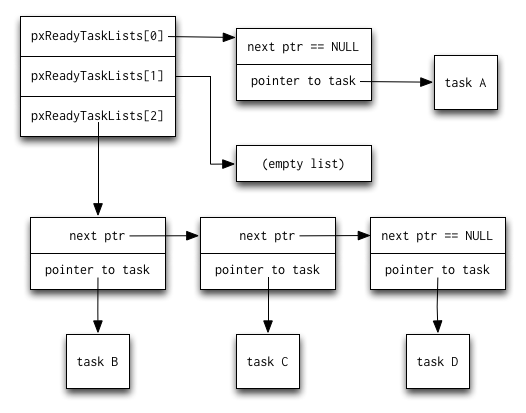 pxReadyTaskLists[0]
pxReadyTaskLists[1]
pxReadyTaskLists[2]
next ptr == NULL
pointer to task
task A
(empty list)
next ptr
pointer to task
next ptr
pointer to task
next ptr == NULL
pointer to task
task B
task C
task D